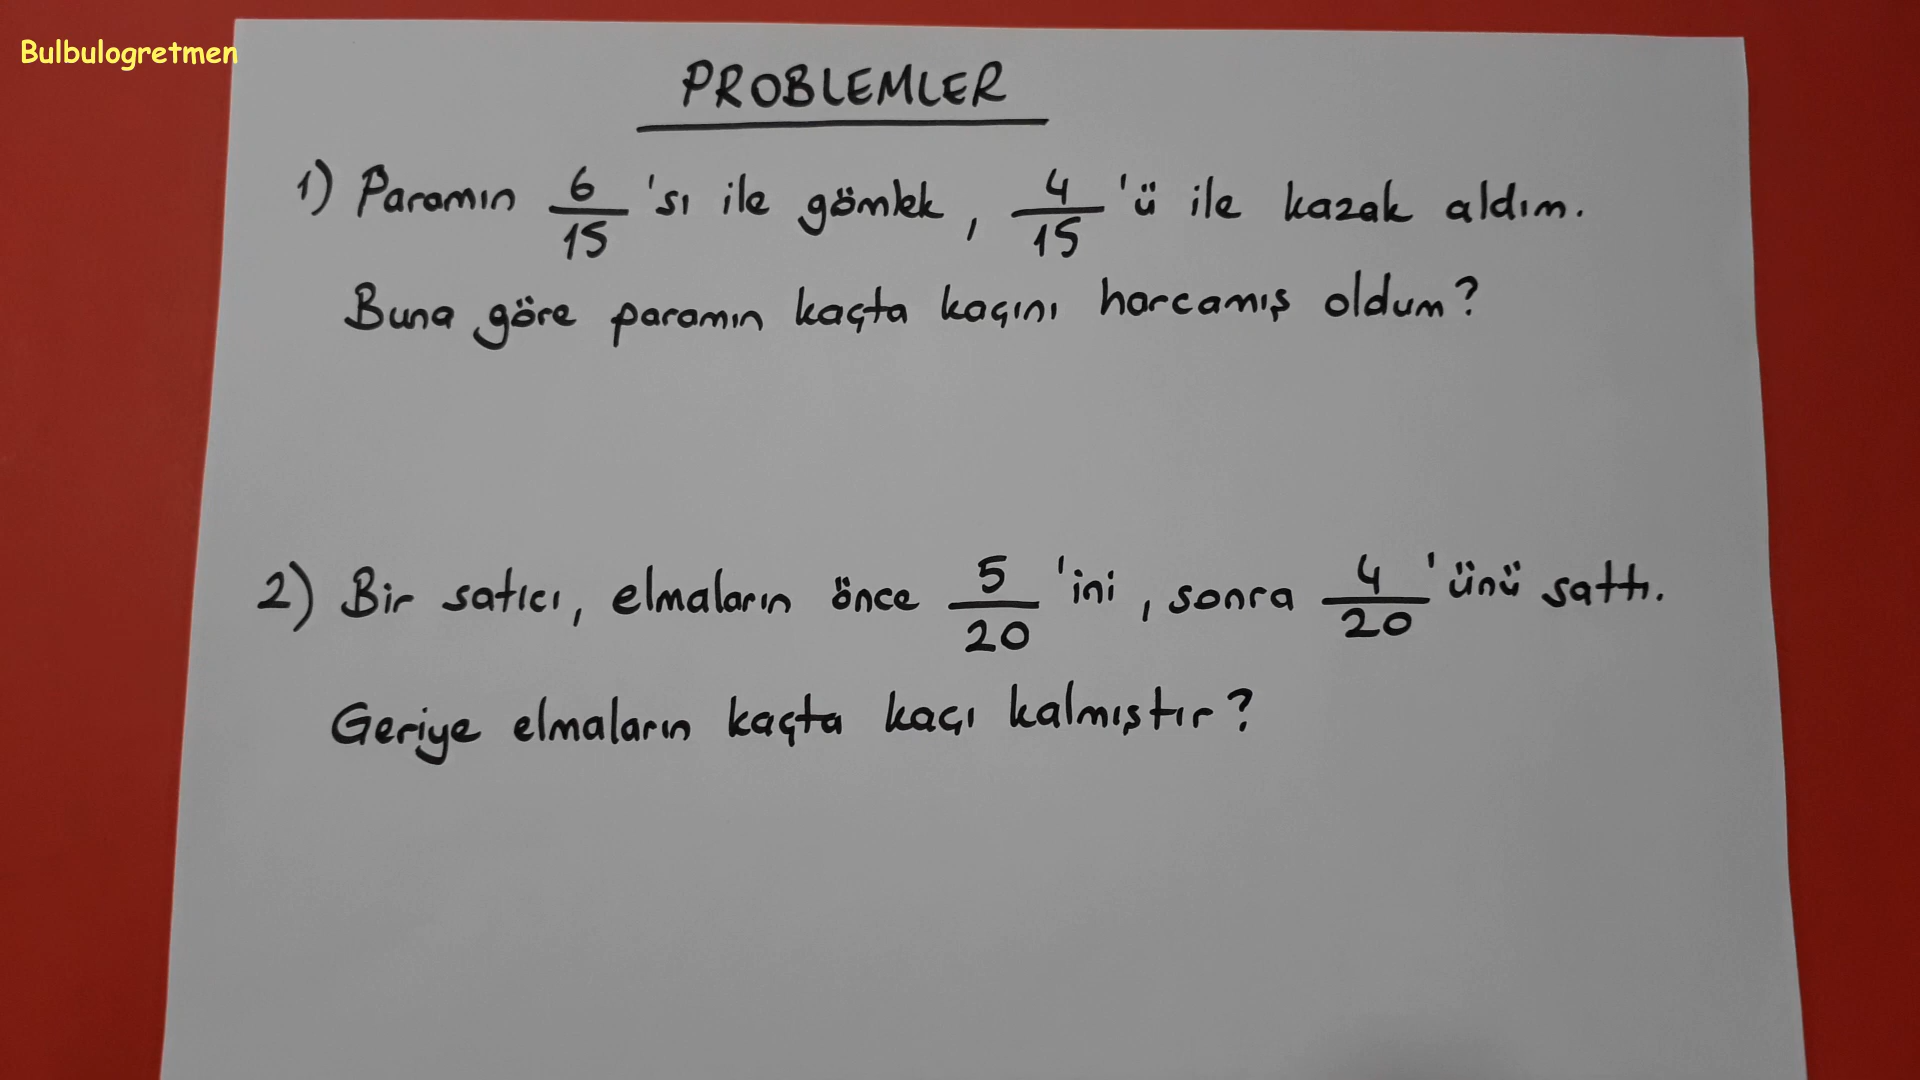 Bulbulogretmen
PROBLEMLER
1) Paramın 6/15 'sı ile gömlek, 4/15 'ü ile kazak aldım.
Buna göre paramın kaçta kaçını harcamış oldum?
2) Bir satıcı, elmaların önce 5/20 'ini, sonra 4/20 'ünü sattı.
Geriye elmaların kaçta kaçı kalmıştır?